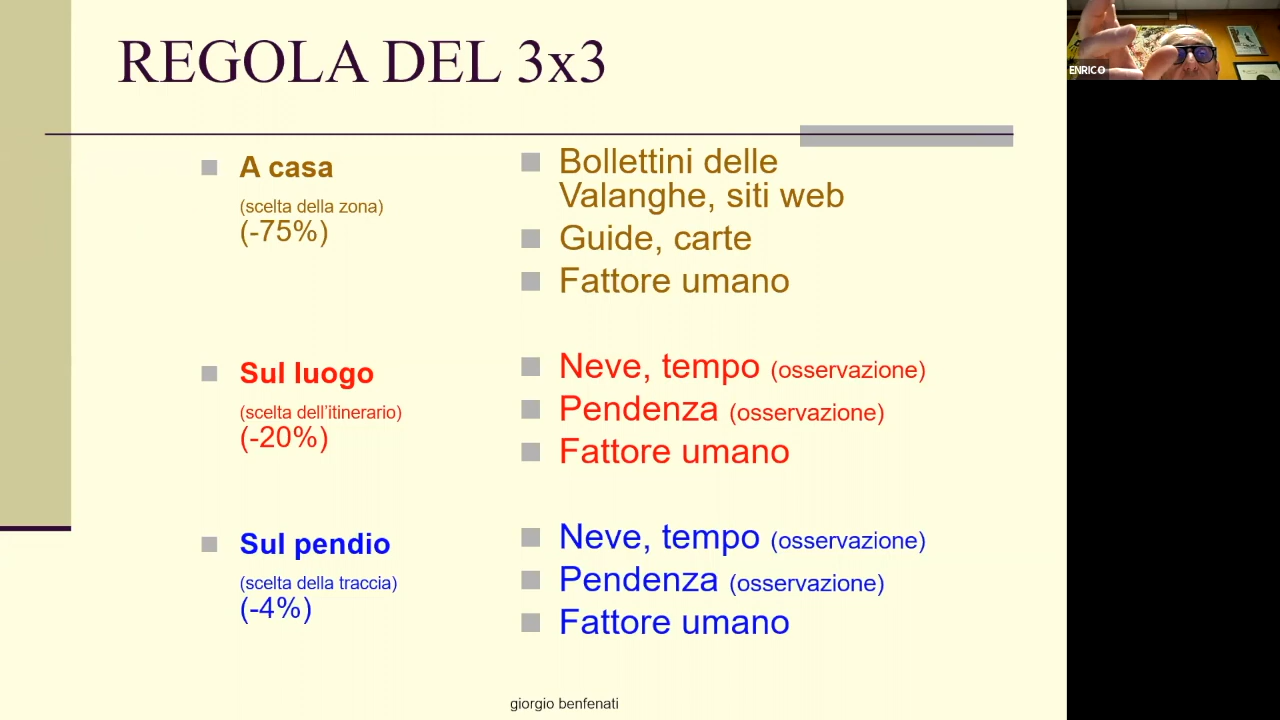 REGOLA DEL 3x3
A casa
(scelta della zona)
(-75%)
Bollettini delle
Valanghe, siti web
Guide, carte
Fattore umano
Sul luogo
(scelta dell'itinerario)
(-20%)
Neve, tempo (osservazione)
Pendenza (osservazione)
Fattore umano
Sul pendio
(scelta della traccia)
(-4%)
Neve, tempo (osservazione)
Pendenza (osservazione)
Fattore umano
giorgio benfenati
ENRICO